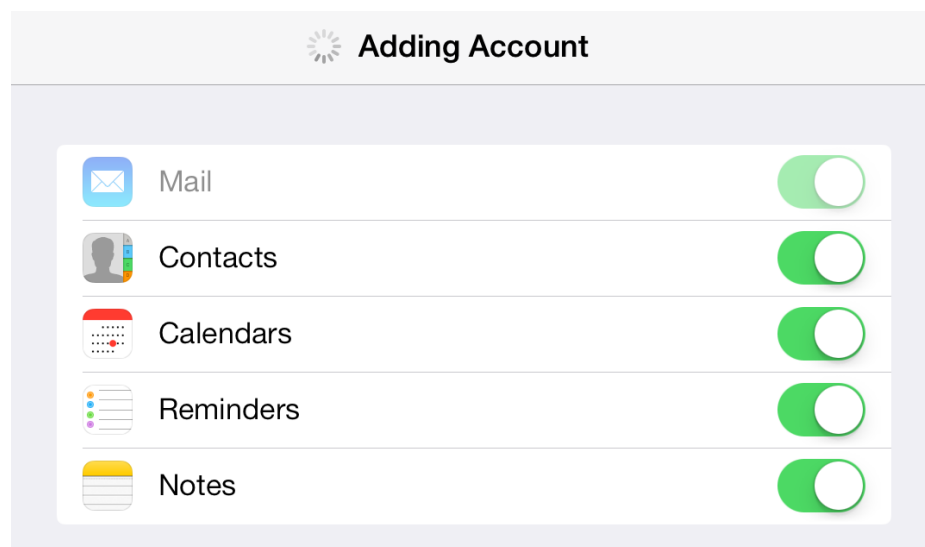 Adding Account
Mail
Contacts
Calendars
Reminders
Notes